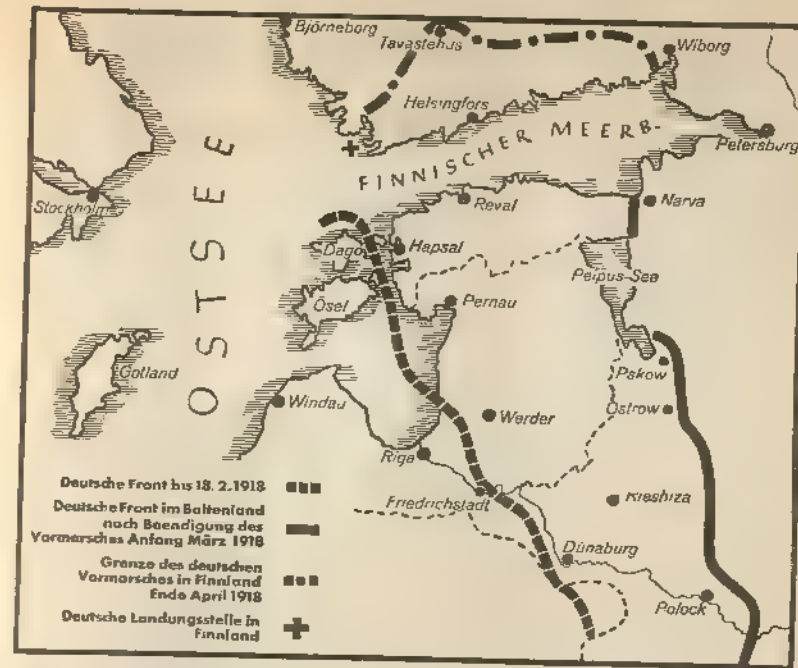 Björneborg
Tavastehus
Wiborg
Helsingfors
FINNISCHER MEERB.
Petersburg
Stockholm
Reval
Narva
OSTSEE
Dagö
Hapsal
Peipus-See
Ösel
Pernau
Gotland
Pskow
Windau
Werder
Ostrow
Riga
Deutsche Front bis 18. 2. 1918
Friedrichstadt
Rieshiza
Deutsche Front im Baltenland
nach Beendigung des
Vormarsches Anfang März 1918
Dünaburg
Grenze des deutschen
Vormarsches in Finnland
Ende April 1918
Polock
Deutsche Landungsstelle in
Finnland